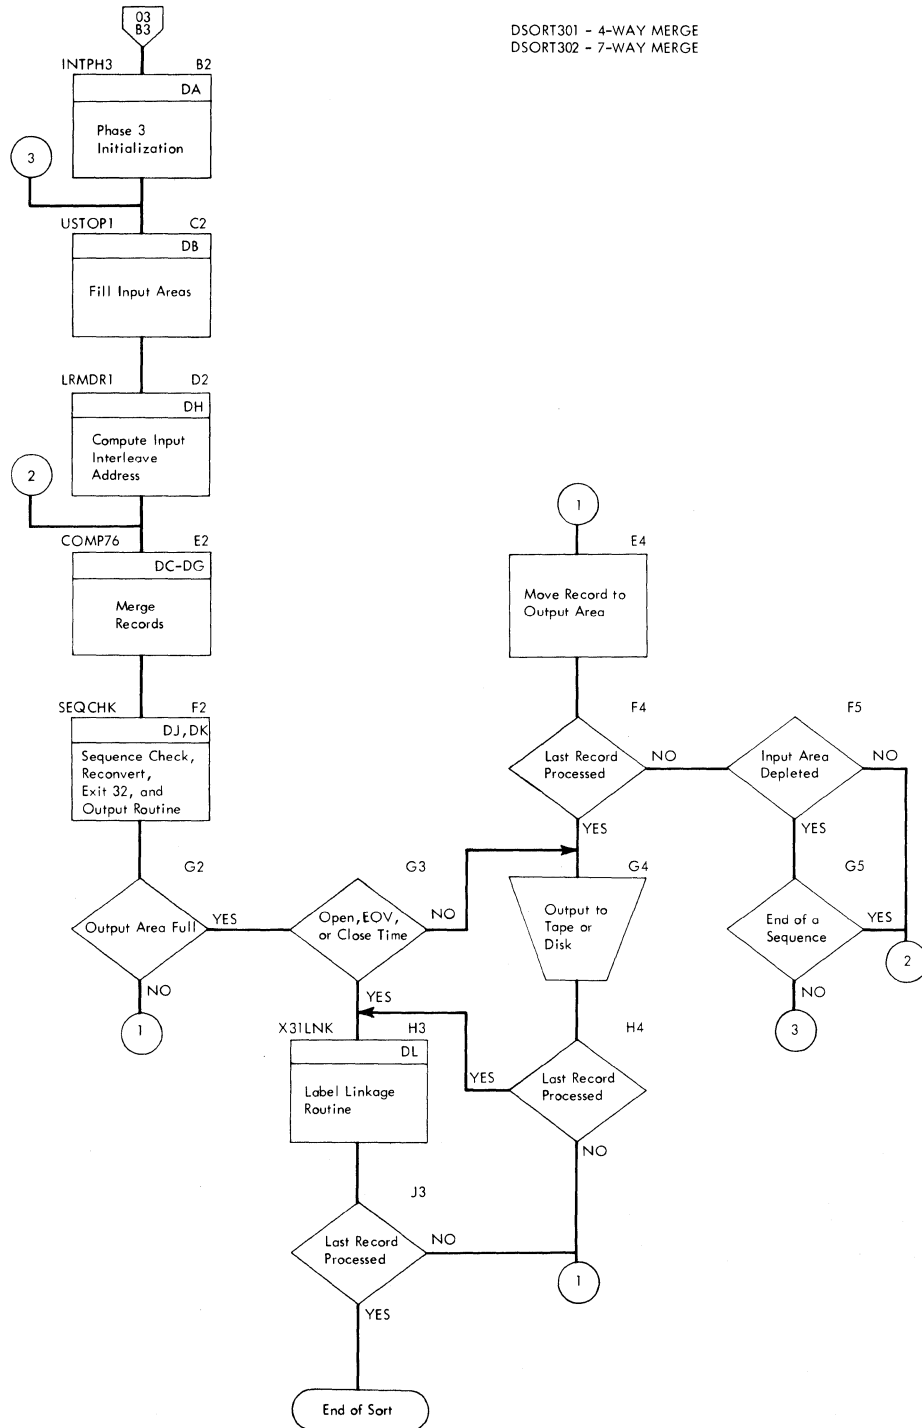 03
B3
DSORT301 - 4-WAY MERGE
DSORT302 - 7-WAY MERGE
INTPH3 B2
DA
Phase 3
Initialization
3
USTOP1 C2
DB
Fill Input Areas
LRMDR1 D2
DH
Compute Input
Interleave
Address
2
COMP76 E2
DC-DG
Merge
Records
SEQCHK F2
DJ, DK
Sequence Check,
Reconvert,
Exit 32, and
Output Routine
G2
Output Area Full
YES
NO
1
G3
Open, EOV,
or Close Time
NO
YES
X31LNK H3
DL
Label Linkage
Routine
J3
Last Record
Processed
NO
YES
End of Sort
1
E4
Move Record to
Output Area
F4
Last Record
Processed
NO
YES
G4
Output to
Tape or
Disk
H4
Last Record
Processed
YES
NO
1
F5
Input Area
Depleted
NO
YES
G5
End of a
Sequence
YES
NO
2
3